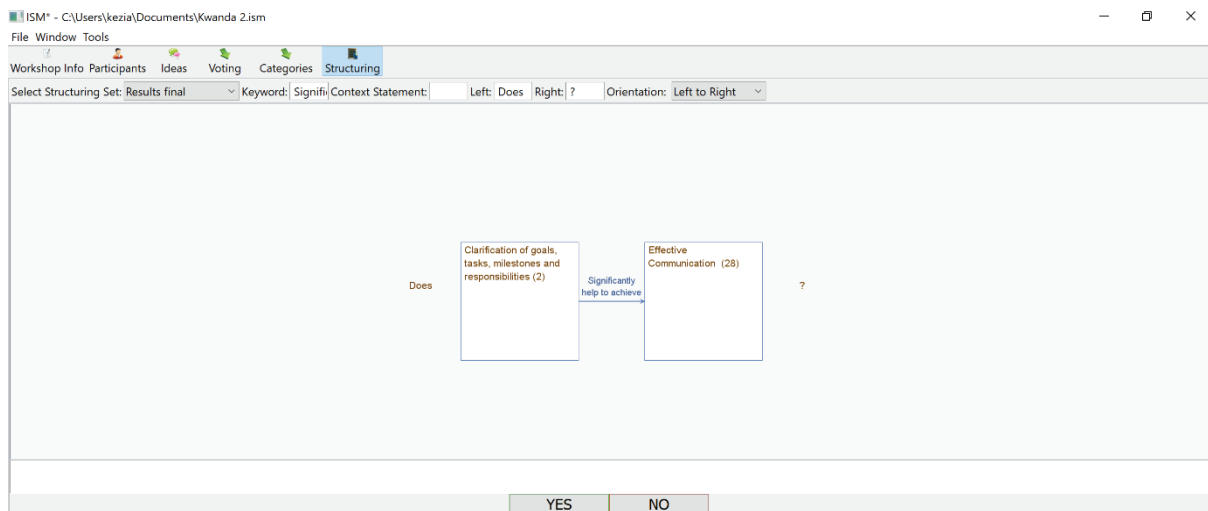 ISM* - C:\Users\kezia\Documents\Kwanda 2.ism
File Window Tools
Workshop Info Participants Ideas Voting Categories Structuring
Select Structuring Set: Results final Keyword: Signifi Context Statement: Left: Does Right: ? Orientation: Left to Right
Clarification of goals,
tasks, milestones and
responsibilities (2)
Effective
Communication (28)
Does
Significantly
help to achieve
?
YES NO